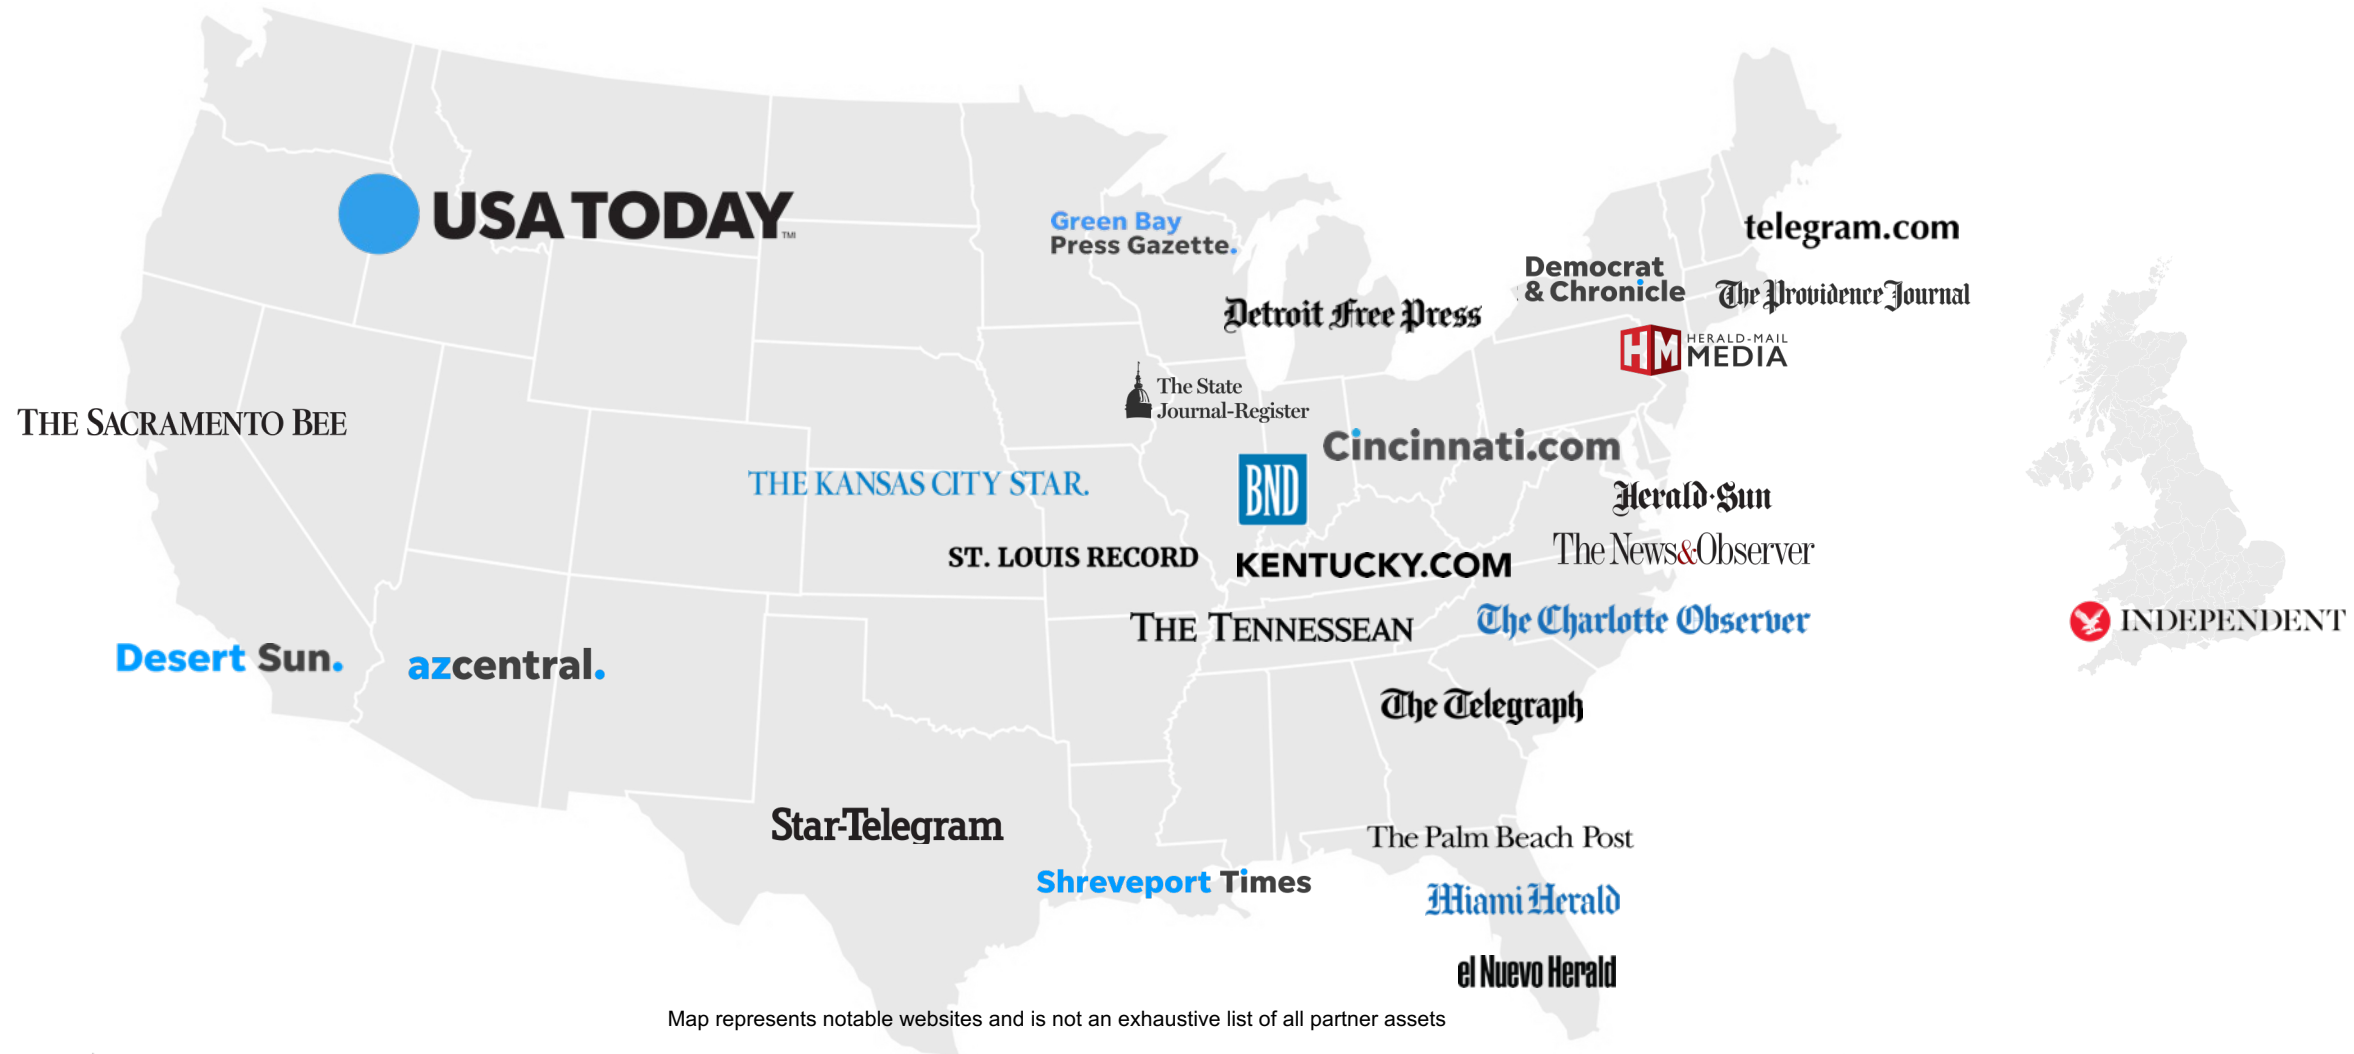 USA TODAY
TM
Green Bay
Press Gazette.
telegram.com
Democrat
& Chronicle
The Providence Journal
Detroit Free Press
HM
HERALD-MAIL
MEDIA
The State
Journal-Register
THE SACRAMENTO BEE
Cincinnati.com
THE KANSAS CITY STAR.
BND
Herald-Sun
The News&Observer
ST. LOUIS RECORD
KENTUCKY.COM
THE TENNESSEAN
The Charlotte Observer
INDEPENDENT
Desert Sun.
azcentral.
The Telegraph
Star-Telegram
The Palm Beach Post
Shreveport Times
Miami Herald
el Nuevo Herald
Map represents notable websites and is not an exhaustive list of all partner assets